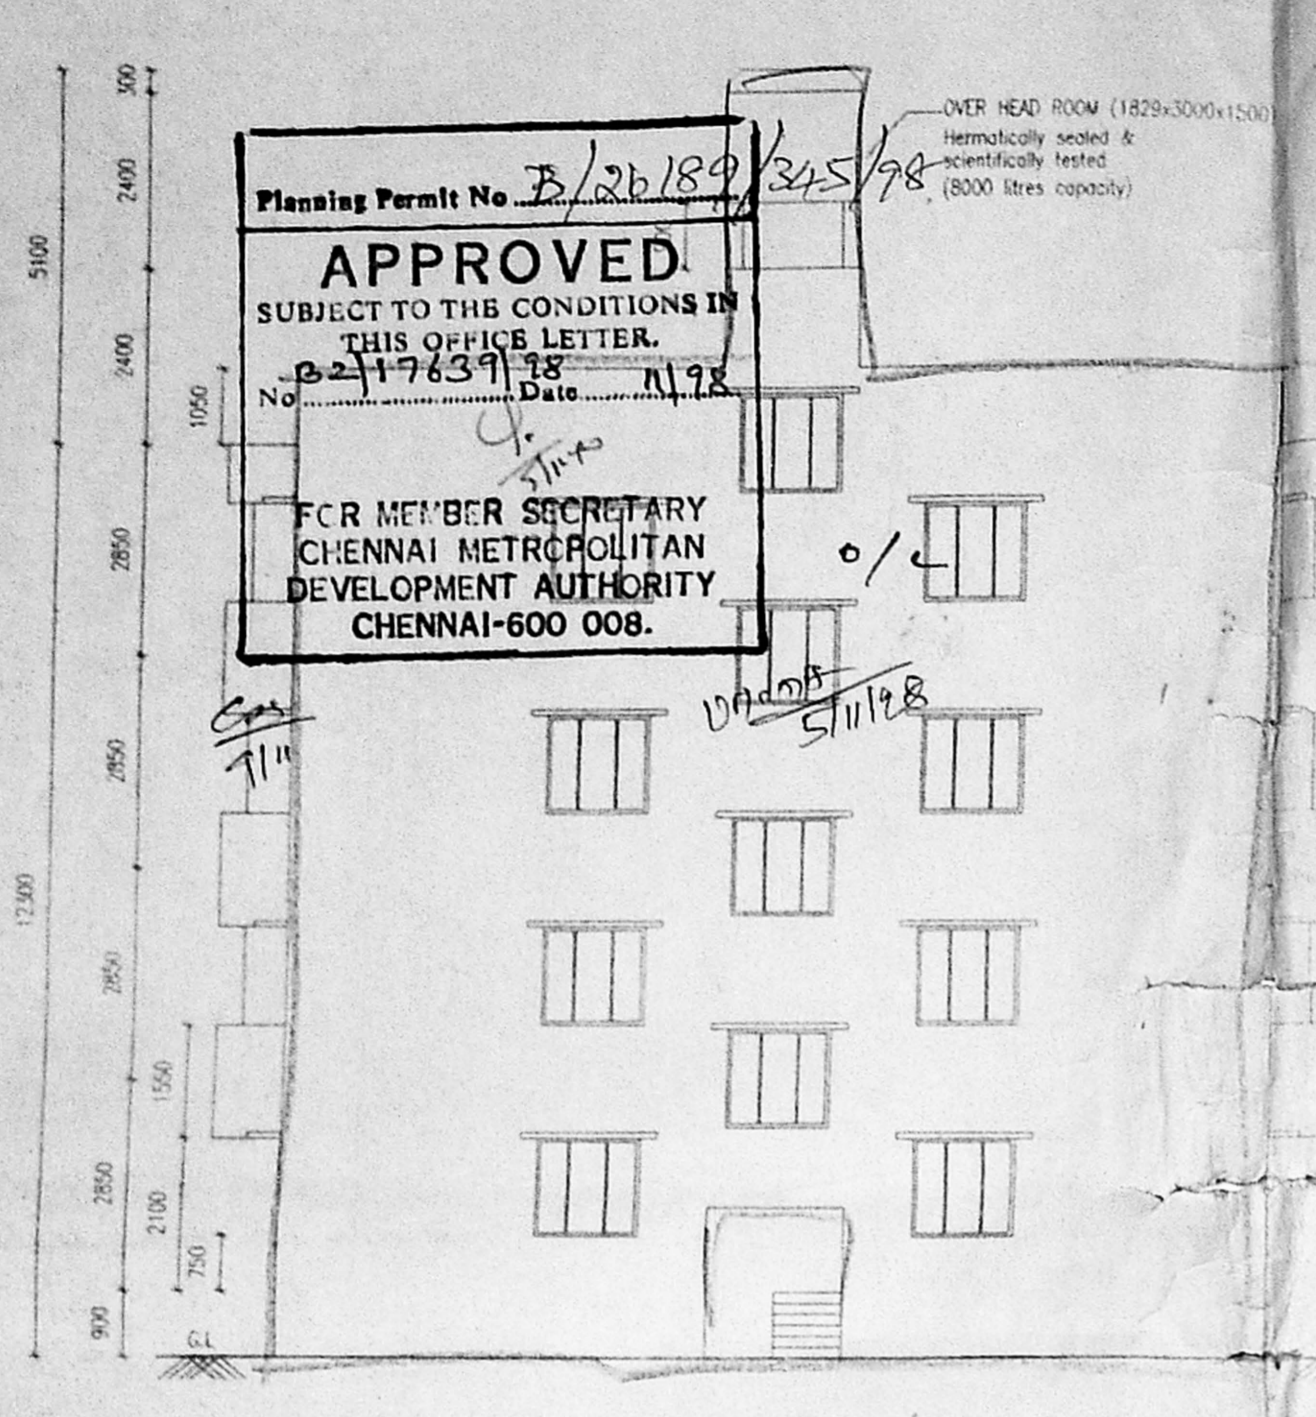 300
2400
5100
2400
1050
2850
2850
12300
2850
1550
2850
2100
750
900
G.L
OVER HEAD ROOM (1829x3000x1500)
Hermatically sealed &
scientifically tested
(8000 litres capacity)
Planning Permit No B/26189/345/98
APPROVED
SUBJECT TO THE CONDITIONS IN
THIS OFFICE LETTER.
No B2/17639/98 Date 11/98
FOR MEMBER SECRETARY
CHENNAI METROPOLITAN
DEVELOPMENT AUTHORITY
CHENNAI-600 008.
o/c
5/11/98